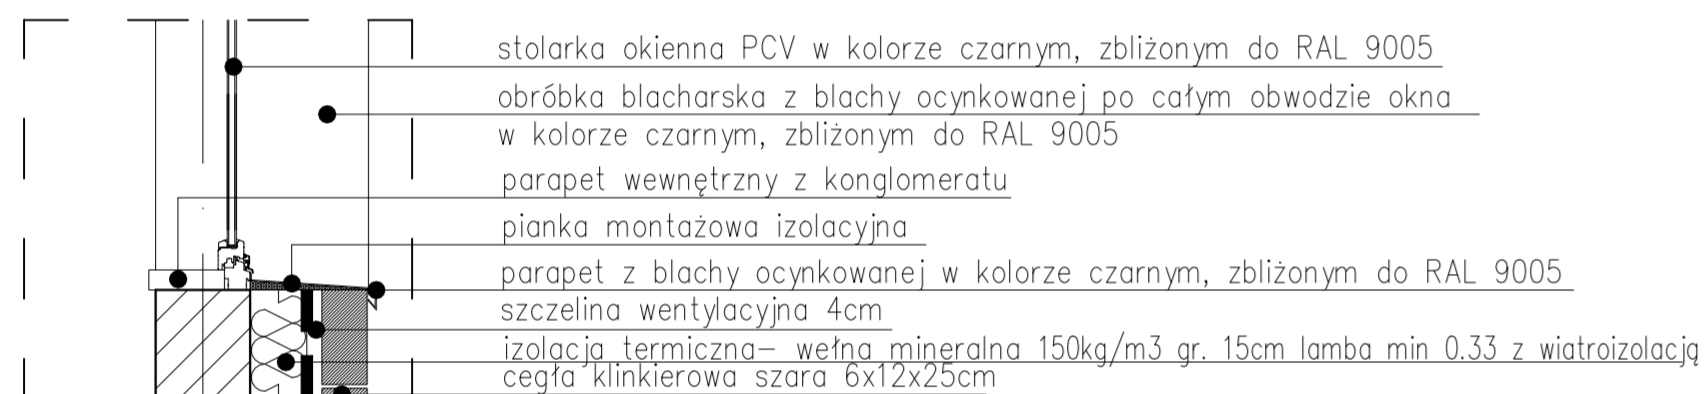 stolarka okienna PCV w kolorze czarnym, zbliżonym do RAL 9005
obróbka blacharska z blachy ocynkowanej po całym obwodzie okna
w kolorze czarnym, zbliżonym do RAL 9005
parapet wewnętrzny z konglomeratu
pianka montażowa izolacyjna
parapet z blachy ocynkowanej w kolorze czarnym, zbliżonym do RAL 9005
szczelina wentylacyjna 4cm
izolacja termiczna– wełna mineralna 150kg/m3 gr. 15cm lamba min 0.33 z wiatroizolacją
cegła klinkierowa szara 6x12x25cm